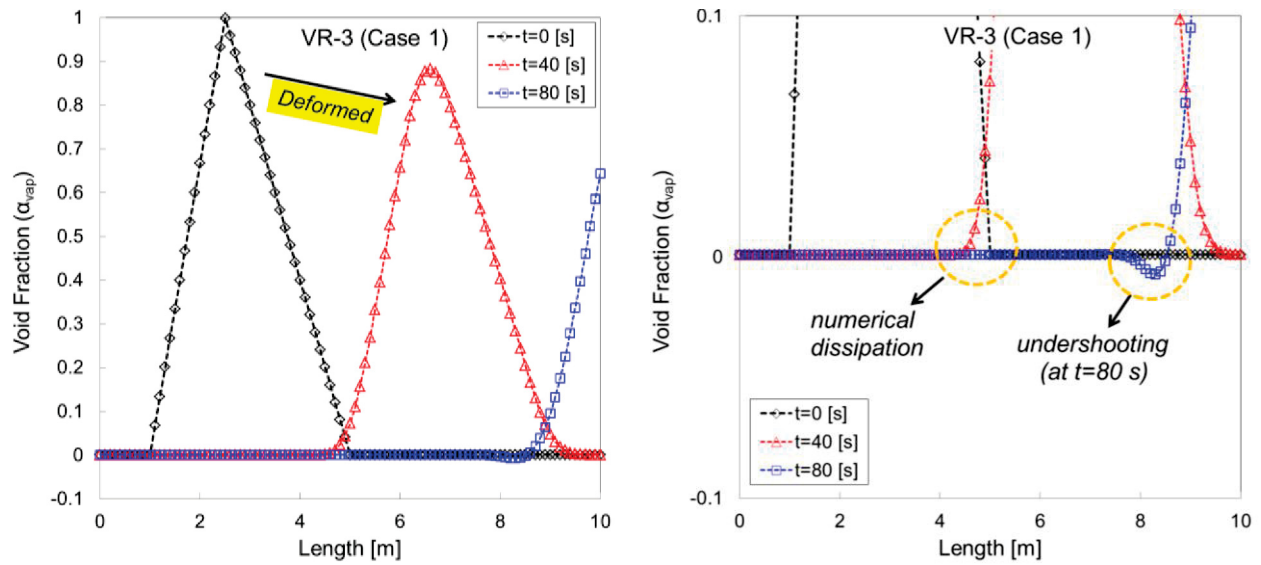 VR-3 (Case 1)
t=0 [s]
t=40 [s]
t=80 [s]
Deformed
Void Fraction (αvap)
1
0.9
0.8
0.7
0.6
0.5
0.4
0.3
0.2
0.1
0
-0.1
0 2 4 6 8 10
Length [m]
VR-3 (Case 1)
Void Fraction (αvap)
0.1
0
-0.1
numerical
dissipation
undershooting
(at t=80 s)
t=0 [s]
t=40 [s]
t=80 [s]
0 2 4 6 8 10
Length [m]